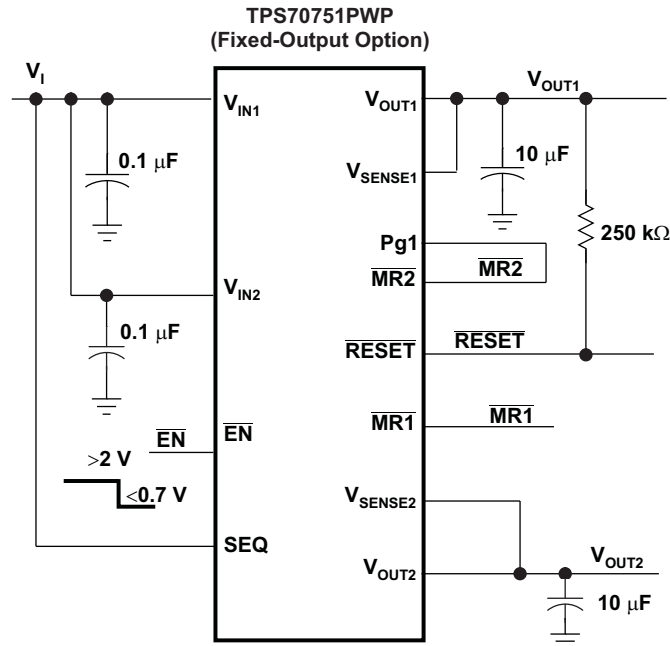 TPS70751PWP
(Fixed-Output Option)
VI
VIN1
VOUT1
VOUT1
0.1 μF
10 μF
VSENSE1
250 kΩ
Pg1
MR2
MR2
VIN2
0.1 μF
RESET
RESET
MR1
MR1
EN
EN
>2 V
<0.7 V
VSENSE2
SEQ
VOUT2
VOUT2
10 μF